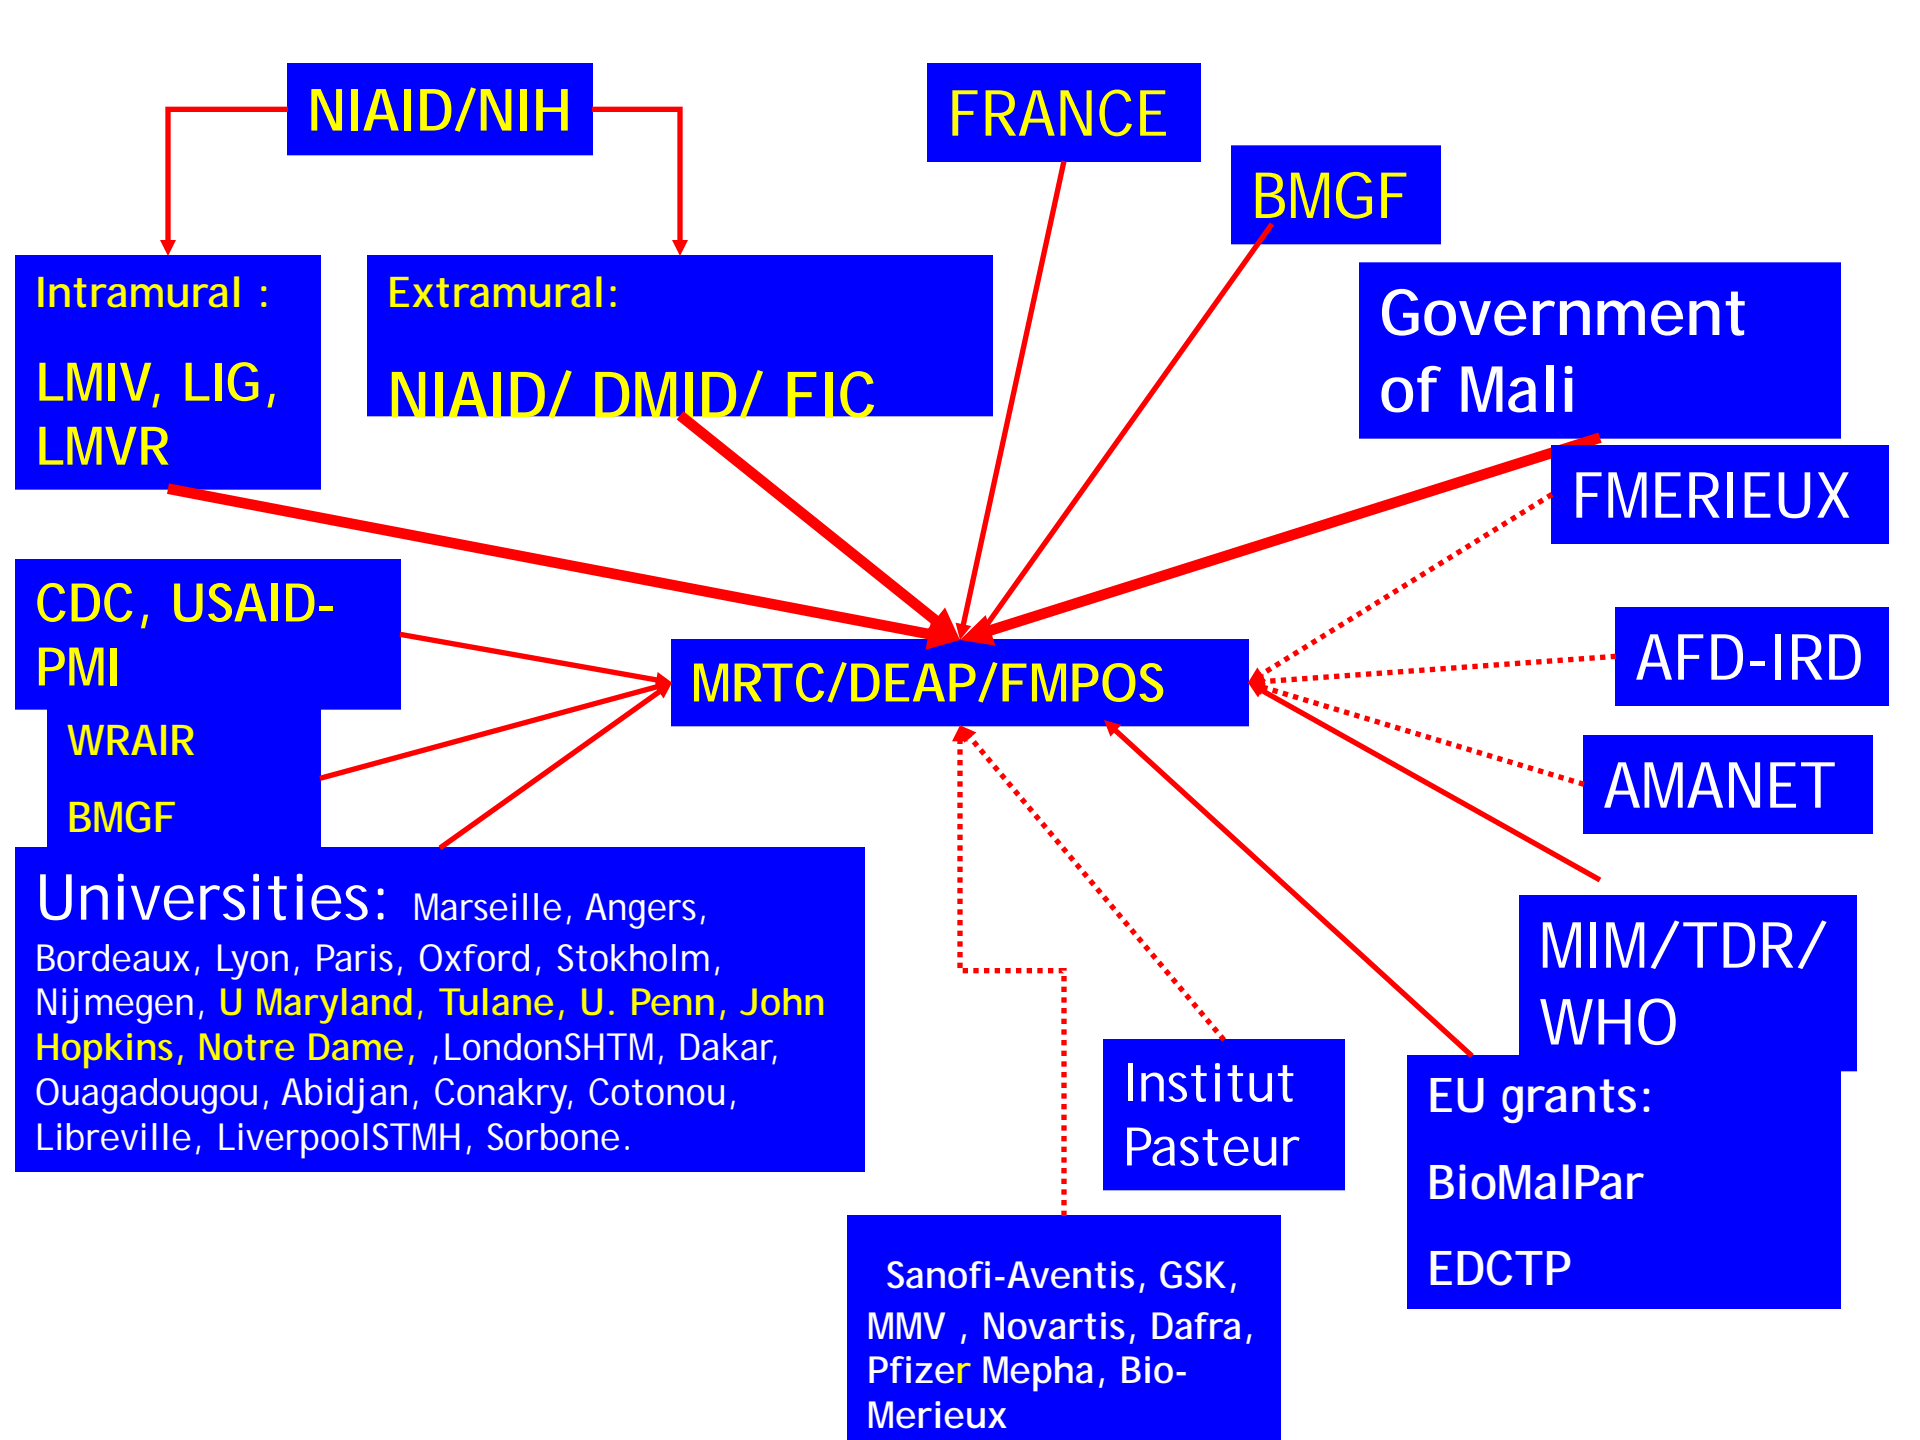 NIAID/NIH
FRANCE
BMGF
Intramural :
LMIV, LIG,
LMVR
Extramural:
NIAID/ DMID/ FIC
Government
of Mali
FMERIEUX
CDC, USAID-
PMI
MRTC/DEAP/FMPOS
AFD-IRD
WRAIR
BMGF
AMANET
Universities: Marseille, Angers,
Bordeaux, Lyon, Paris, Oxford, Stokholm,
Nijmegen, U Maryland, Tulane, U. Penn, John
Hopkins, Notre Dame, ,LondonSHTM, Dakar,
Ouagadougou, Abidjan, Conakry, Cotonou,
Libreville, LiverpoolSTMH, Sorbone.
MIM/TDR/
WHO
Institut
Pasteur
EU grants:
BioMalPar
EDCTP
Sanofi-Aventis, GSK,
MMV , Novartis, Dafra,
Pfizer Mepha, Bio-
Merieux